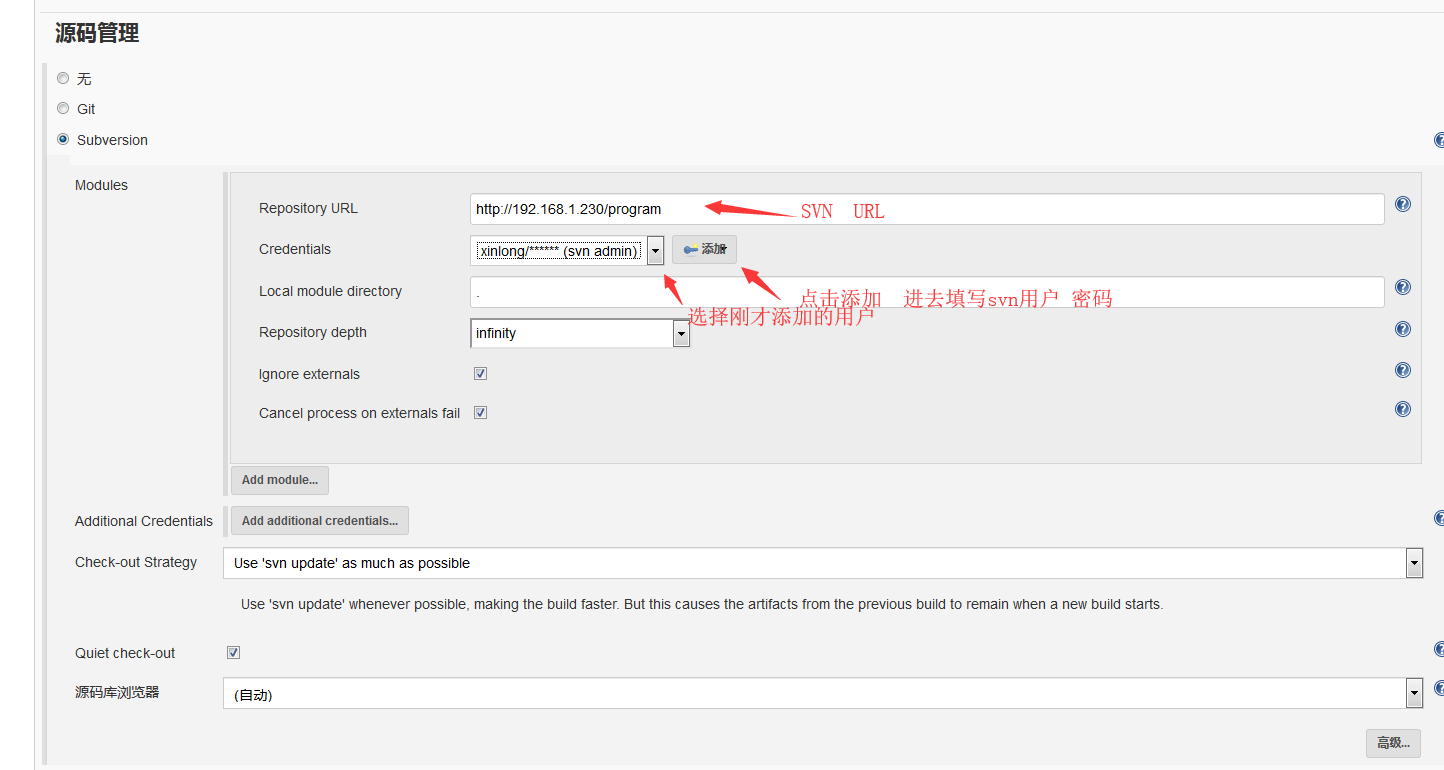 源码管理
无
Git
Subversion
Modules
Repository URL
http://192.168.1.230/program
SVN URL
Credentials
xinlong/****** (svn admin)
添加
Local module directory
.
点击添加 进去填写svn用户 密码
选择刚才添加的用户
Repository depth
infinity
Ignore externals
Cancel process on externals fail
Add module...
Additional Credentials
Add additional credentials...
Check-out Strategy
Use 'svn update' as much as possible
Use 'svn update' whenever possible, making the build faster. But this causes the artifacts from the previous build to remain when a new build starts.
Quiet check-out
源码库浏览器
(自动)
高级...